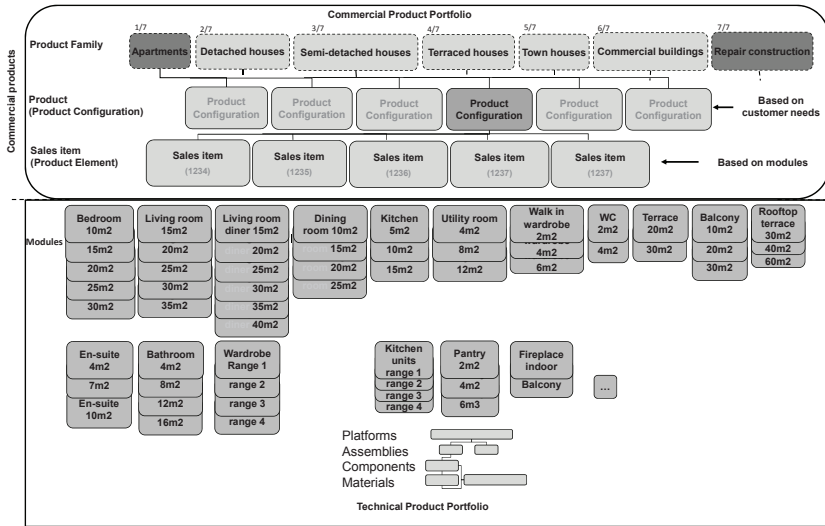 Commercial Product Portfolio
Commercial products
1/7 2/7 3/7 4/7 5/7 6/7 7/7
Product Family
Apartments Detached houses Semi-detached houses Terraced houses Town houses Commercial buildings Repair construction
Product
(Product Configuration)
Product Configuration
Product Configuration
Product Configuration
Product Configuration
Product Configuration
Product Configuration
Based on
customer needs
Sales item
(Product Element)
Sales item
(1234)
Sales item
(1235)
Sales item
(1236)
Sales item
(1237)
Sales item
(1237)
Based on modules
Modules
Bedroom
10m2
15m2
20m2
25m2
30m2
Living room
15m2
20m2
25m2
30m2
35m2
Living room
diner 15m2
20m2
25m2
30m2
35m2
40m2
Dining
room 10m2
15m2
20m2
25m2
Kitchen
5m2
10m2
15m2
Utility room
4m2
8m2
12m2
Walk in
wardrobe
2m2
4m2
6m2
WC
2m2
4m2
Terrace
20m2
30m2
Balcony
10m2
20m2
30m2
Rooftop
terrace
30m2
40m2
60m2
En-suite
4m2
7m2
En-suite
10m2
Bathroom
4m2
8m2
12m2
16m2
Wardrobe
Range 1
range 2
range 3
range 4
Kitchen
units
range 1
range 2
range 3
range 4
Pantry
2m2
4m2
6m3
Fireplace
indoor
Balcony
...
Platforms
Assemblies
Components
Materials
Technical Product Portfolio